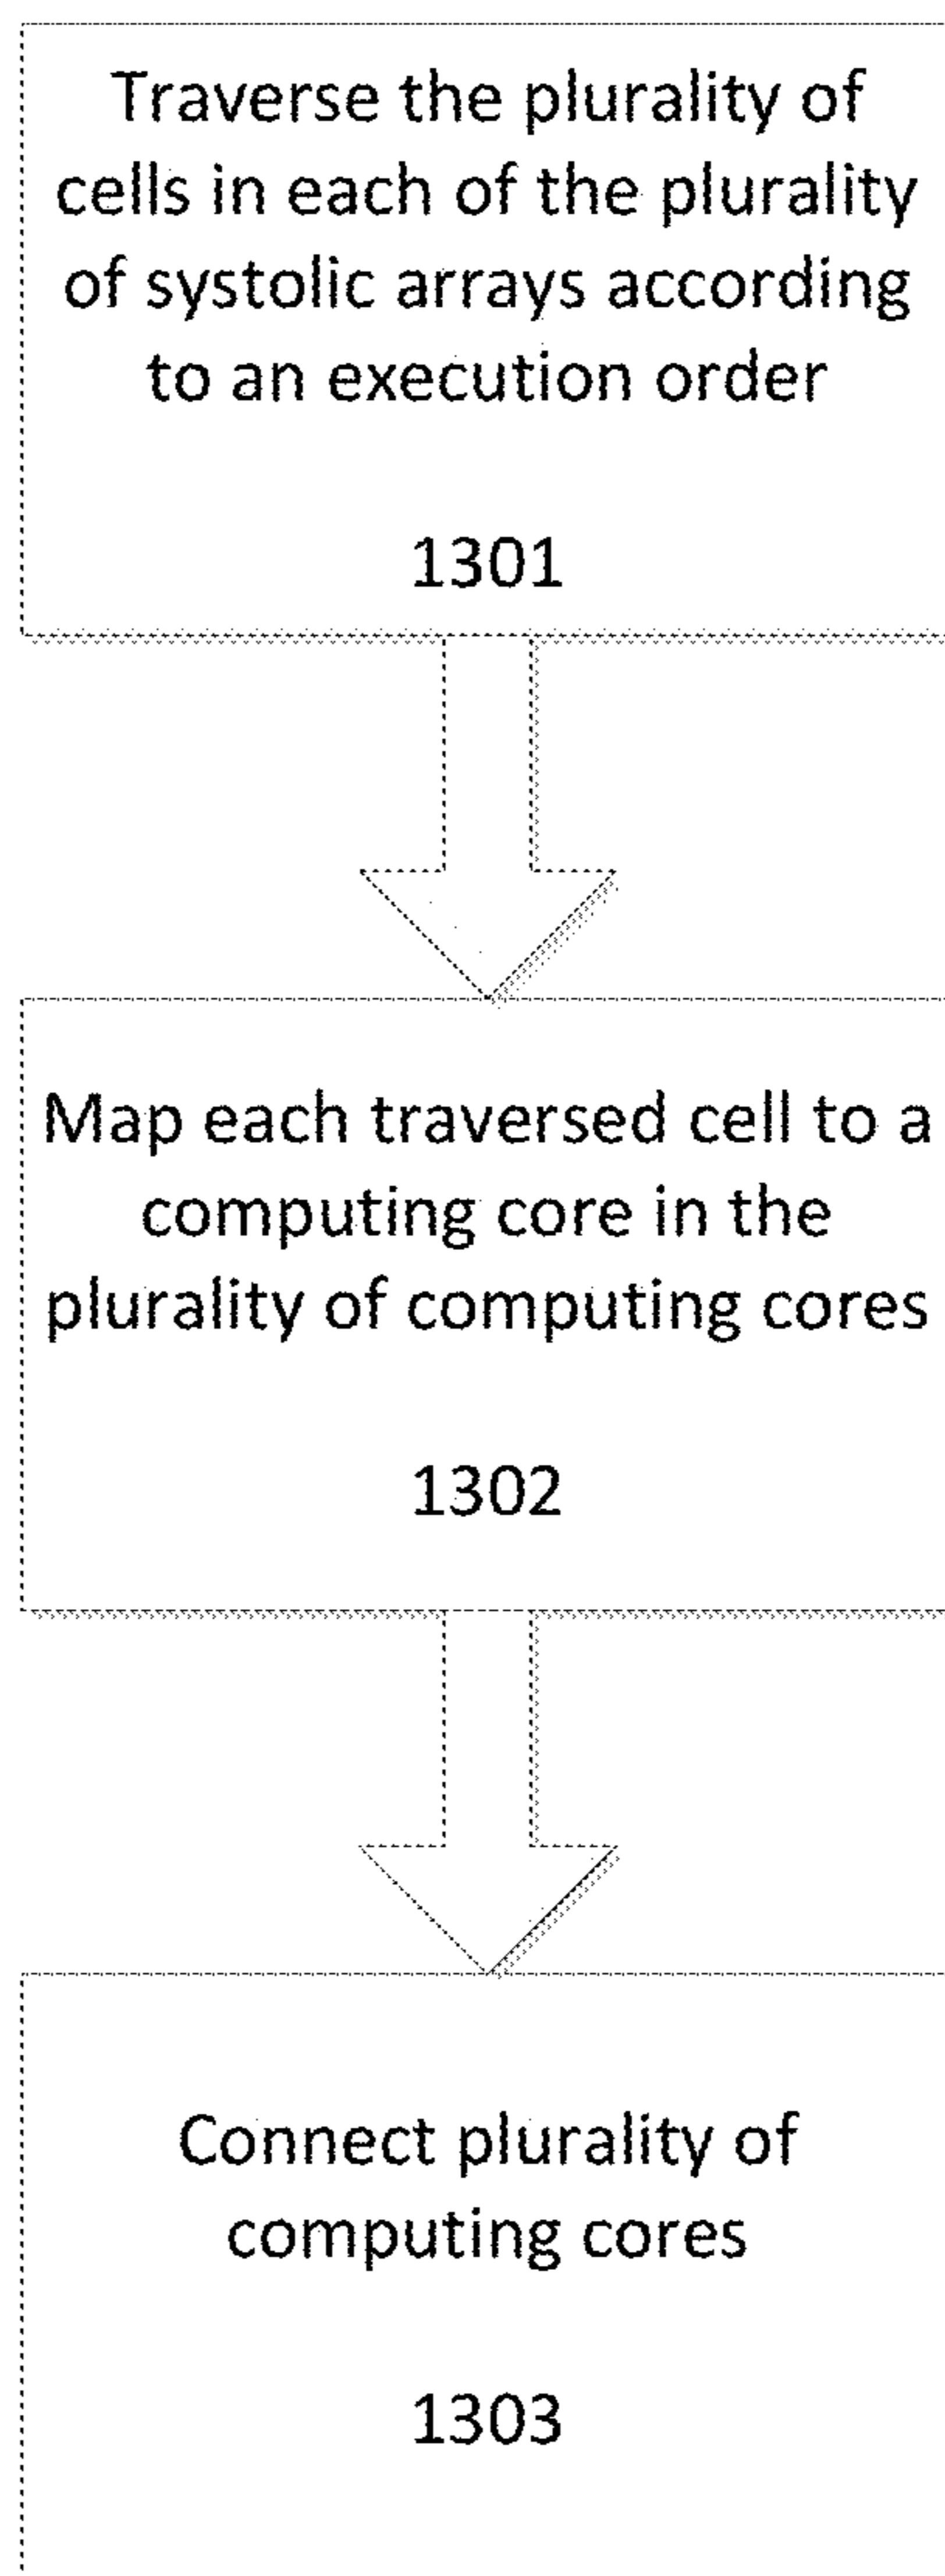 Traverse the plurality of
cells in each of the plurality
of systolic arrays according
to an execution order
1301
Map each traversed cell to a
computing core in the
plurality of computing cores
1302
Connect plurality of
computing cores
1303